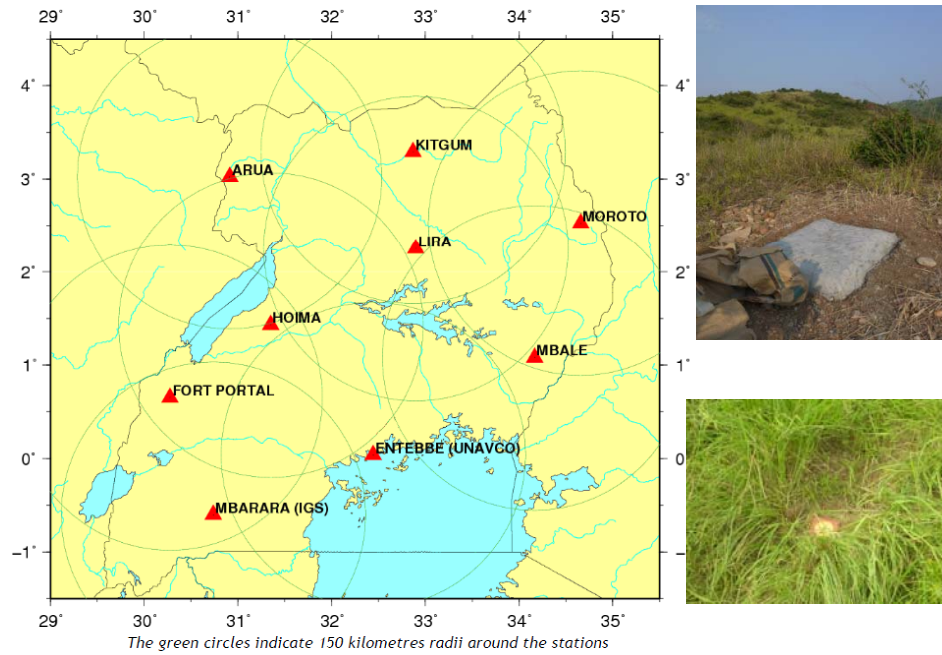 29° 30° 31° 32° 33° 34° 35°
4° 4°
KITGUM
3° ARUA 3°
MOROTO
LIRA
2° 2°
HOIMA
MBALE
1° 1°
FORT PORTAL
ENTEBBE (UNAVCO)
0° 0
MBARARA (IGS)
−1° −
29° 30° 31° 32° 33° 34° 35°
The green circles indicate 150 kilometres radii around the stations